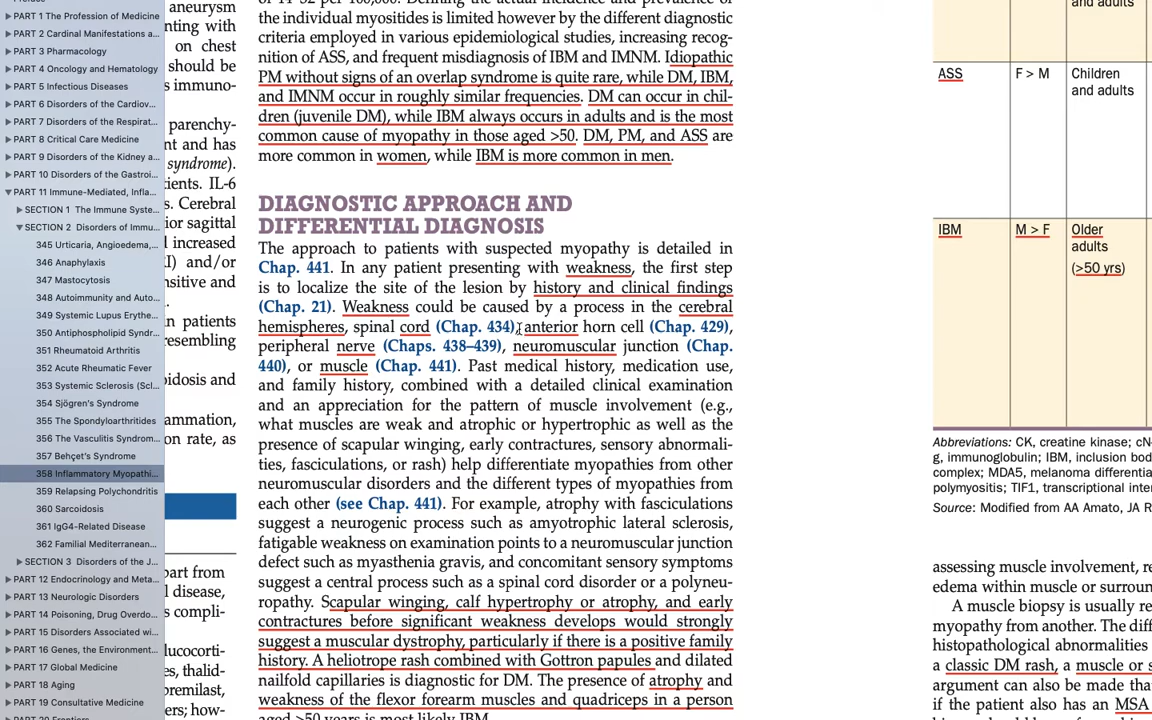 PART 1 The Profession of Medicine
PART 2 Cardinal Manifestations a...
PART 3 Pharmacology
PART 4 Oncology and Hematology
PART 5 Infectious Diseases
PART 6 Disorders of the Cardiov...
PART 7 Disorders of the Respirat...
PART 8 Critical Care Medicine
PART 9 Disorders of the Kidney a...
PART 10 Disorders of the Gastroi...
PART 11 Immune-Mediated, Infla...
SECTION 1 The Immune Syste...
SECTION 2 Disorders of Immu...
345 Urticaria, Angioedema,...
346 Anaphylaxis
347 Mastocytosis
348 Autoimmunity and Auto...
349 Systemic Lupus Erythe...
350 Antiphospholipid Syndr...
351 Rheumatoid Arthritis
352 Acute Rheumatic Fever
353 Systemic Sclerosis (Scl...
354 Sjögren's Syndrome
355 The Spondyloarthritides
356 The Vasculitis Syndrom...
357 Behçet's Syndrome
358 Inflammatory Myopathi...
359 Relapsing Polychondritis
360 Sarcoidosis
361 IgG4-Related Disease
362 Familial Mediterranean...
SECTION 3 Disorders of the J...
PART 12 Endocrinology and Meta...
PART 13 Neurologic Disorders
PART 14 Poisoning, Drug Overdo...
PART 15 Disorders Associated wi...
PART 16 Genes, the Environment...
PART 17 Global Medicine
PART 18 Aging
PART 19 Consultative Medicine
aneurysm
nting with
on chest
should be
s immuno-
parenchy-
nt and has
syndrome).
ients. IL-6
s. Cerebral
ior sagittal
l increased
I) and/or
nsitive and
n patients
resembling
oidosis and
ammation,
on rate, as
part from
l disease,
s compli-
lucocorti-
es, thalid-
premilast,
ers; how-
the individual myositides is limited however by the different diagnostic
criteria employed in various epidemiological studies, increasing recog-
nition of ASS, and frequent misdiagnosis of IBM and IMNM. Idiopathic
PM without signs of an overlap syndrome is quite rare, while DM, IBM,
and IMNM occur in roughly similar frequencies. DM can occur in chil-
dren (juvenile DM), while IBM always occurs in adults and is the most
common cause of myopathy in those aged >50. DM, PM, and ASS are
more common in women, while IBM is more common in men.
DIAGNOSTIC APPROACH AND
DIFFERENTIAL DIAGNOSIS
The approach to patients with suspected myopathy is detailed in
Chap. 441. In any patient presenting with weakness, the first step
is to localize the site of the lesion by history and clinical findings
(Chap. 21). Weakness could be caused by a process in the cerebral
hemispheres, spinal cord (Chap. 434), anterior horn cell (Chap. 429),
peripheral nerve (Chaps. 438–439), neuromuscular junction (Chap.
440), or muscle (Chap. 441). Past medical history, medication use,
and family history, combined with a detailed clinical examination
and an appreciation for the pattern of muscle involvement (e.g.,
what muscles are weak and atrophic or hypertrophic as well as the
presence of scapular winging, early contractures, sensory abnormali-
ties, fasciculations, or rash) help differentiate myopathies from other
neuromuscular disorders and the different types of myopathies from
each other (see Chap. 441). For example, atrophy with fasciculations
suggest a neurogenic process such as amyotrophic lateral sclerosis,
fatigable weakness on examination points to a neuromuscular junction
defect such as myasthenia gravis, and concomitant sensory symptoms
suggest a central process such as a spinal cord disorder or a polyneu-
ropathy. Scapular winging, calf hypertrophy or atrophy, and early
contractures before significant weakness develops would strongly
suggest a muscular dystrophy, particularly if there is a positive family
history. A heliotrope rash combined with Gottron papules and dilated
nailfold capillaries is diagnostic for DM. The presence of atrophy and
weakness of the flexor forearm muscles and quadriceps in a person
aged >50 years is most likely IBM.
and adults
ASS F > M Children
and adults
IBM M > F Older
adults
(>50 yrs)
Abbreviations: CK, creatine kinase; cN
g, immunoglobulin; IBM, inclusion bod
complex; MDA5, melanoma differentia
polymyositis; TIF1, transcriptional inter
Source: Modified from AA Amato, JA R
assessing muscle involvement, re
edema within muscle or surroun
A muscle biopsy is usually re
myopathy from another. The diff
histopathological abnormalities
a classic DM rash, a muscle or s
argument can also be made tha
if the patient also has an MSA